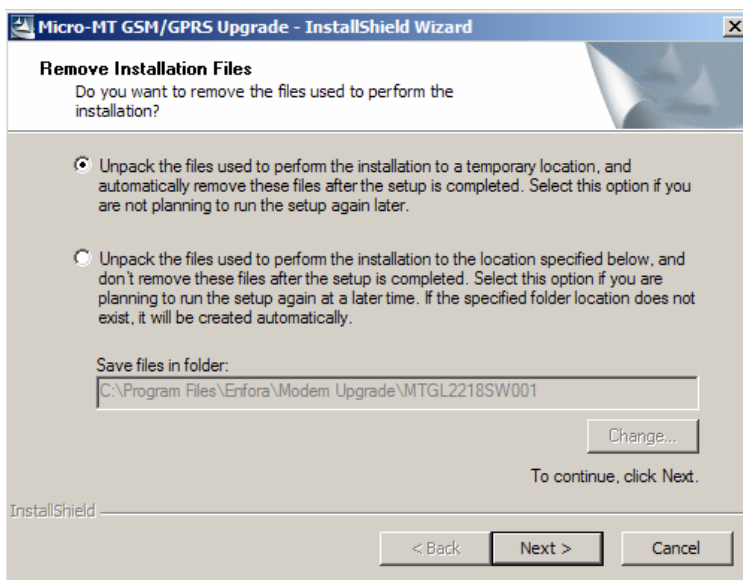 Micro-MT GSM/GPRS Upgrade - InstallShield Wizard
Remove Installation Files
Do you want to remove the files used to perform the
installation?
Unpack the files used to perform the installation to a temporary location, and
automatically remove these files after the setup is completed. Select this option if you
are not planning to run the setup again later.
Unpack the files used to perform the installation to the location specified below, and
don't remove these files after the setup is completed. Select this option if you are
planning to run the setup again at a later time. If the specified folder location does not
exist, it will be created automatically.
Save files in folder:
C:\Program Files\Enfora\Modem Upgrade\MTGL2218SW001
Change...
To continue, click Next.
InstallShield
< Back
Next >
Cancel